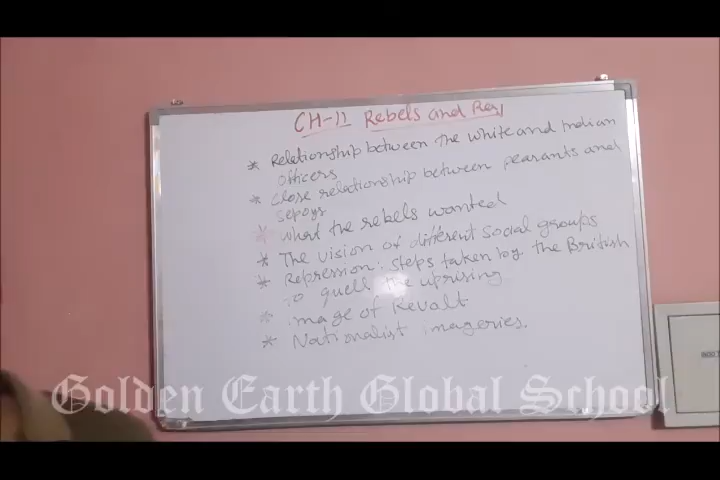 CH-11 Rebels and Raj
* Relationship between the white and Indian
officers
* Close relationship between pearants and
sepoys
* what the rebels wanted
* The vision of different social groups
* Repression: steps taken by the British
to quell the uprising
* image of Revolt
* Nationalist imageries.
Golden Earth Global School